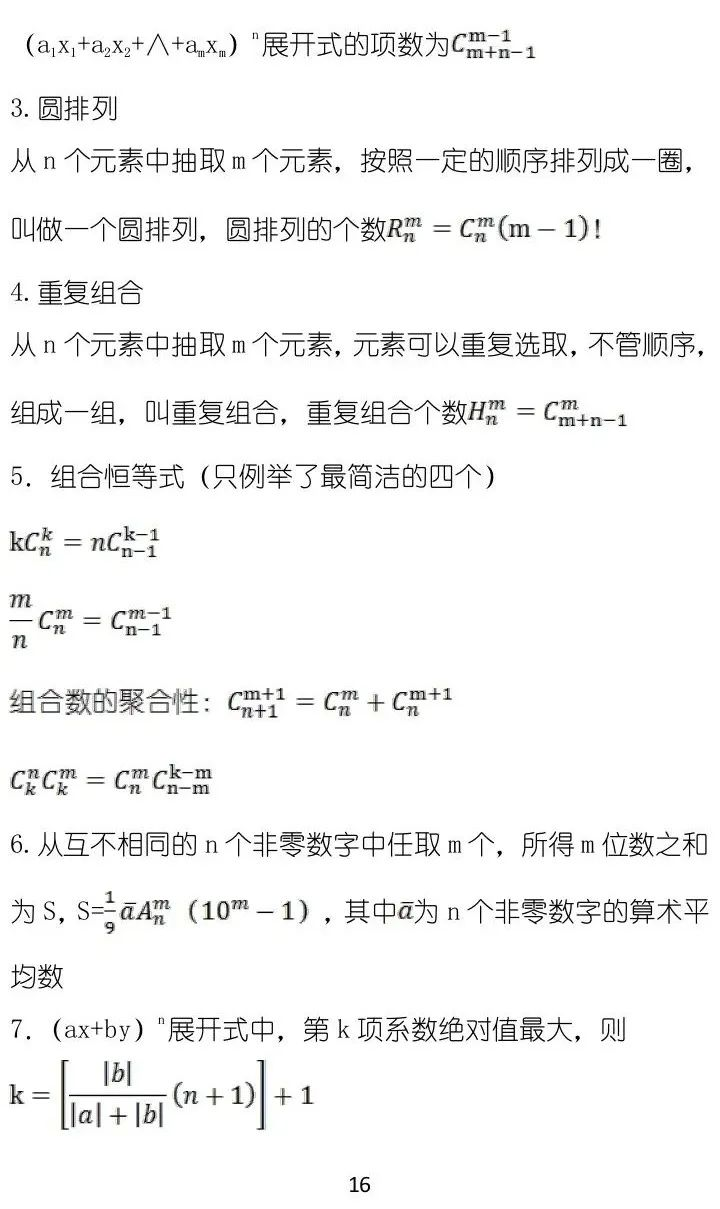 （a₁x₁+a₂x₂+∧+aₘxₘ）ⁿ展开式的项数为$C_{m+n-1}^{m-1}$
3.圆排列
从 n 个元素中抽取 m 个元素，按照一定的顺序排列成一圈，
叫做一个圆排列，圆排列的个数$R_n^m = C_n^m(m-1)!$
4.重复组合
从 n 个元素中抽取 m 个元素，元素可以重复选取，不管顺序，
组成一组，叫重复组合，重复组合个数$H_n^m = C_{m+n-1}^m$
5. 组合恒等式（只例举了最简洁的四个）
$kC_n^k = nC_{n-1}^{k-1}$
$\frac{m}{n}C_n^m = C_{n-1}^{m-1}$
组合数的聚合性：$C_{n+1}^{m+1} = C_n^m + C_n^{m+1}$
$C_k^n C_k^m = C_n^m C_{n-m}^{k-m}$
6.从互不相同的 n 个非零数字中任取 m 个，所得 m 位数之和
为 S，S=$\frac{1}{9}\bar{a}A_n^m（10^m-1）$，其中$\bar{a}$为 n 个非零数字的算术平
均数
7.（ax+by）ⁿ展开式中，第 k 项系数绝对值最大，则
$k = \left[\frac{|b|}{|a|+|b|}(n+1)\right]+1$
16